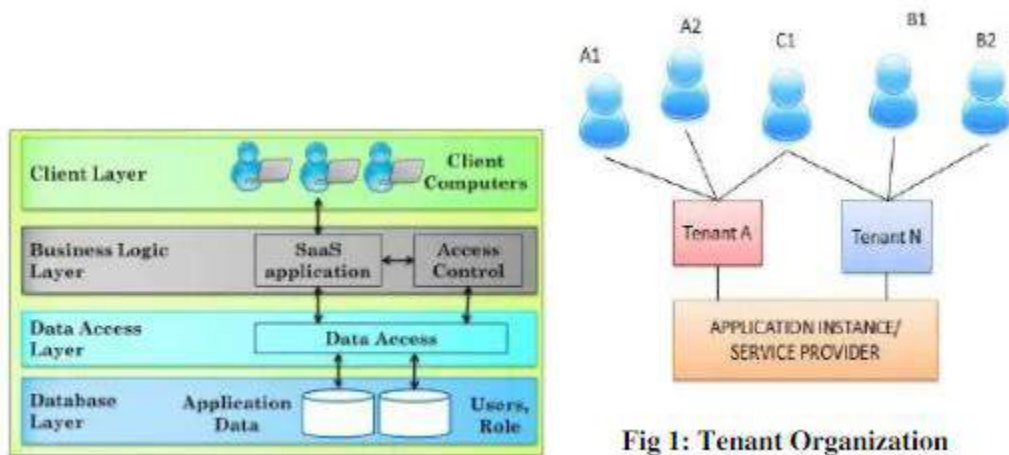 Client Layer
Client
Computers
Business Logic
Layer
SaaS
application
Access
Control
Data Access
Layer
Data Access
Database
Layer
Application
Data
Users,
Role
A1
A2
C1
B1
B2
Tenant A
Tenant N
APPLICATION INSTANCE/
SERVICE PROVIDER
Fig 1: Tenant Organization